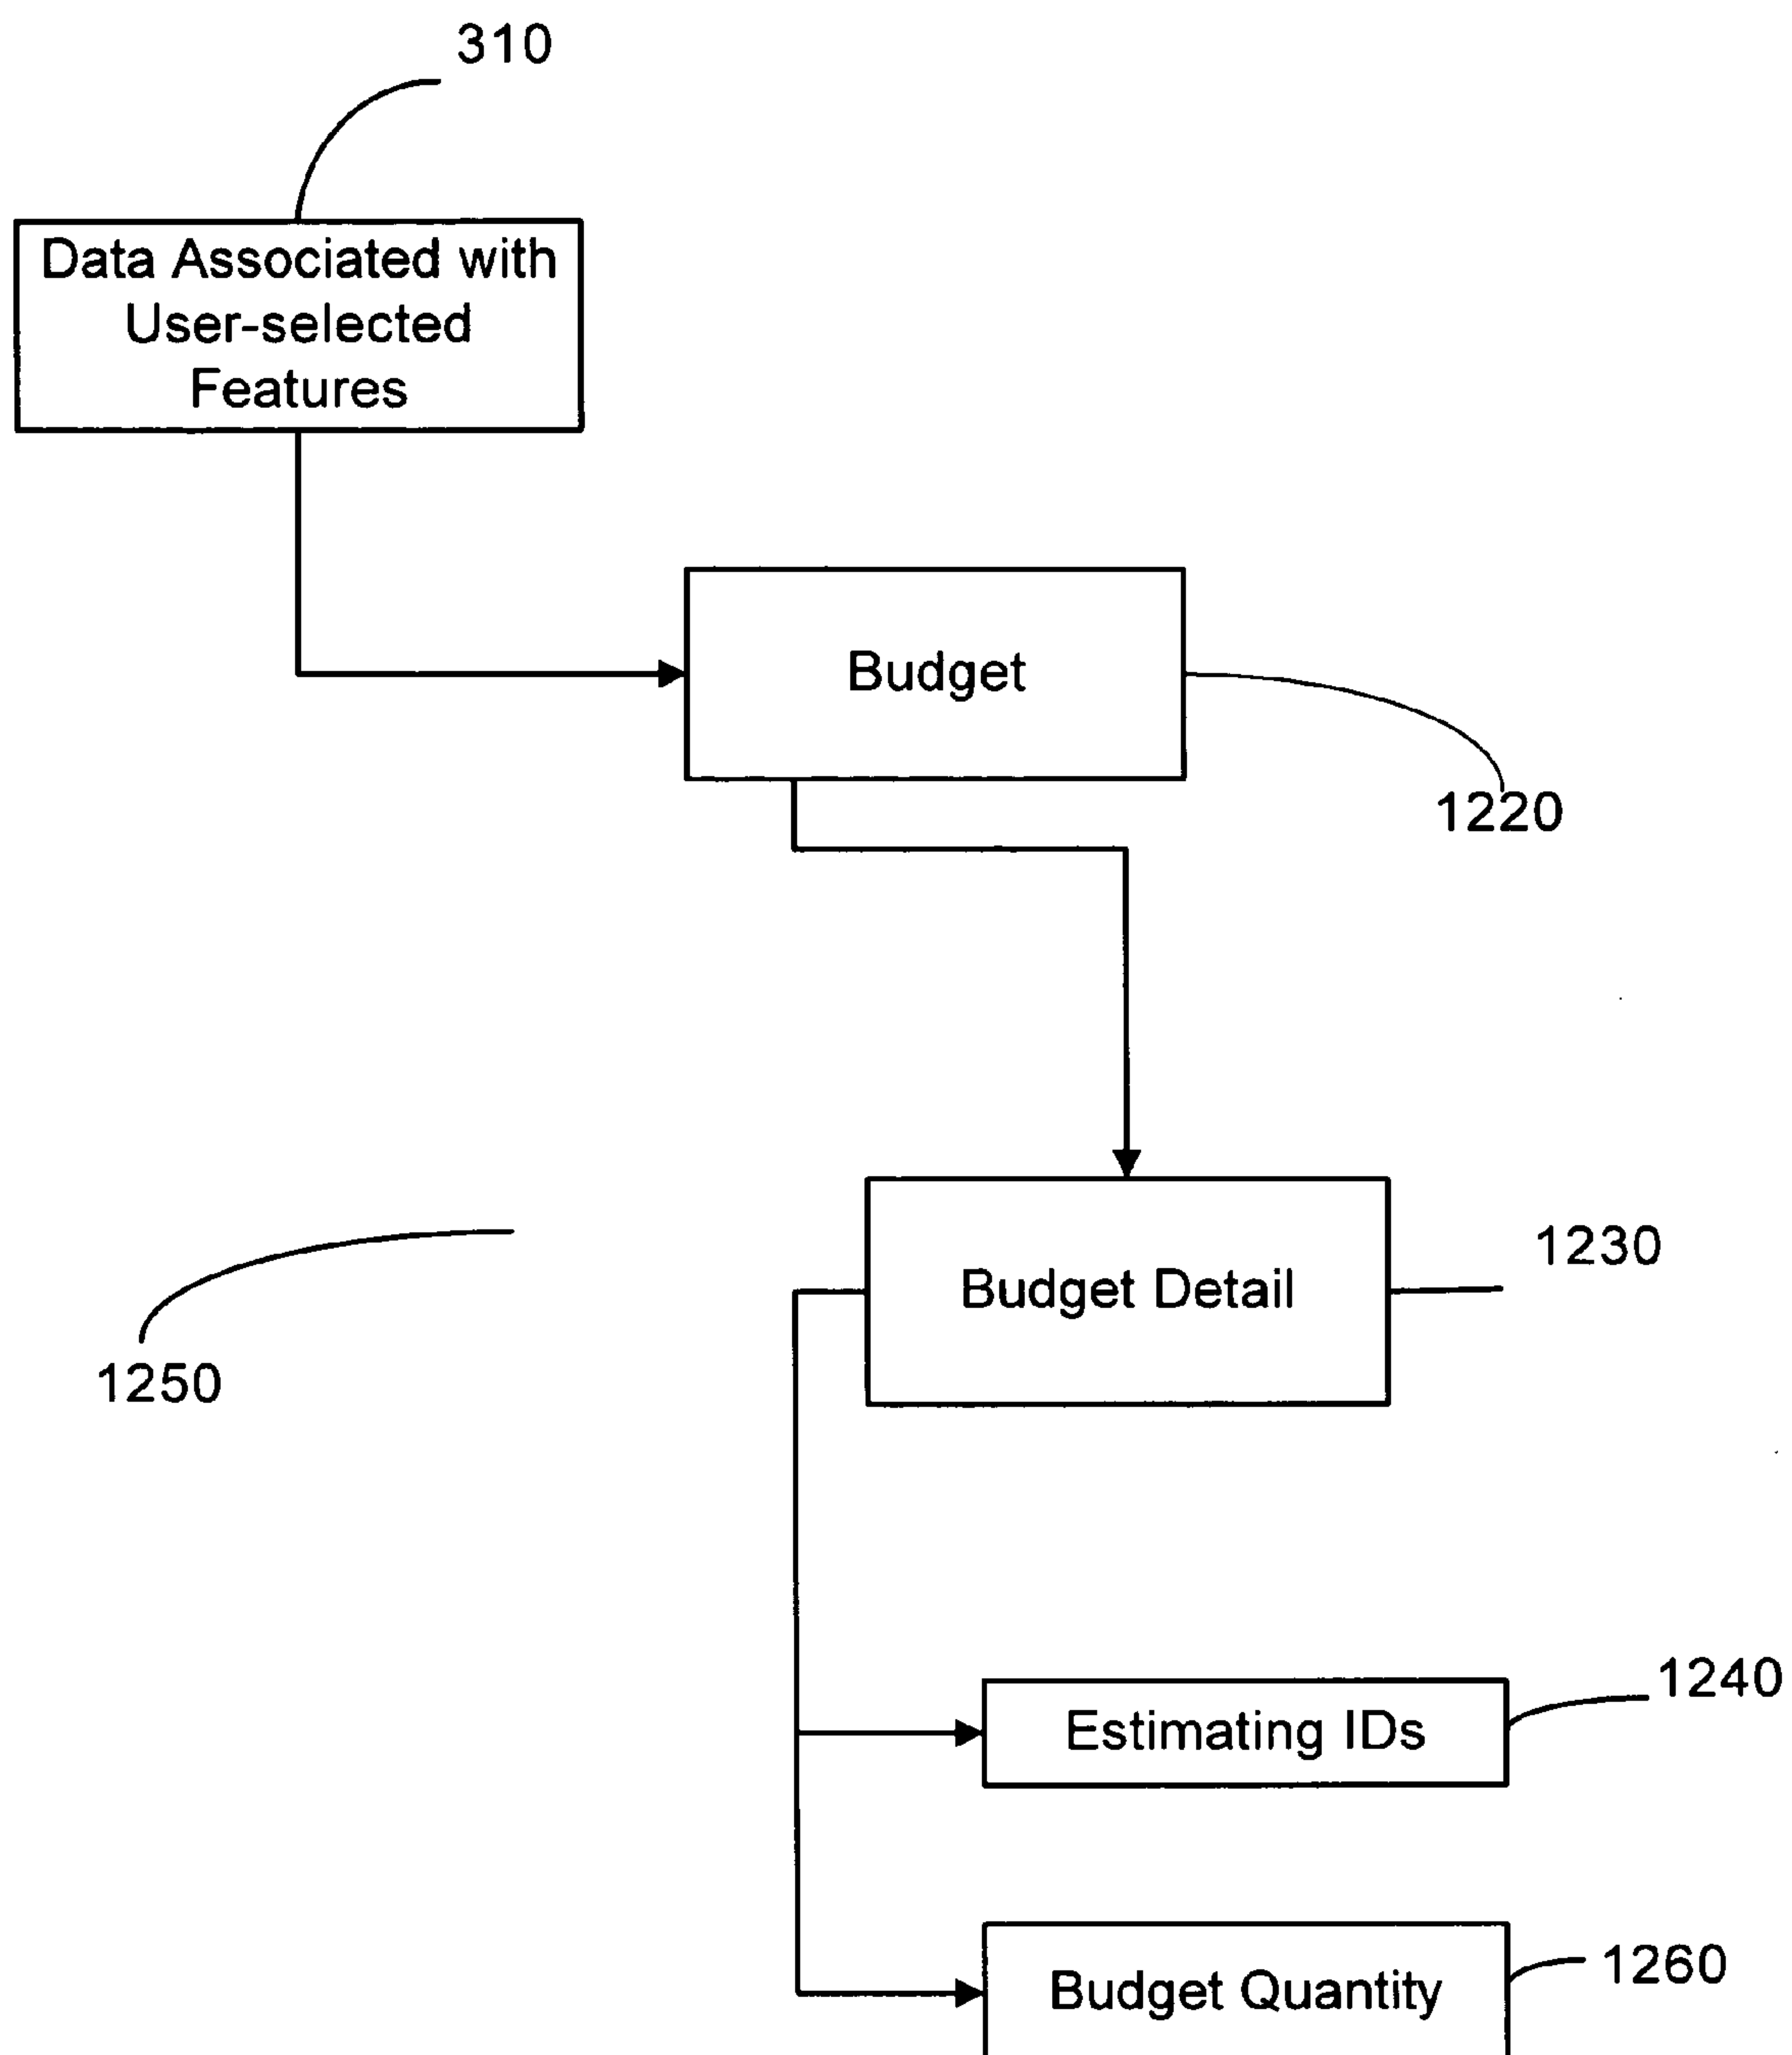 310
Data Associated with
User-selected
Features
Budget
1220
1230
Budget Detail
1250
1240
Estimating IDs
1260
Budget Quantity